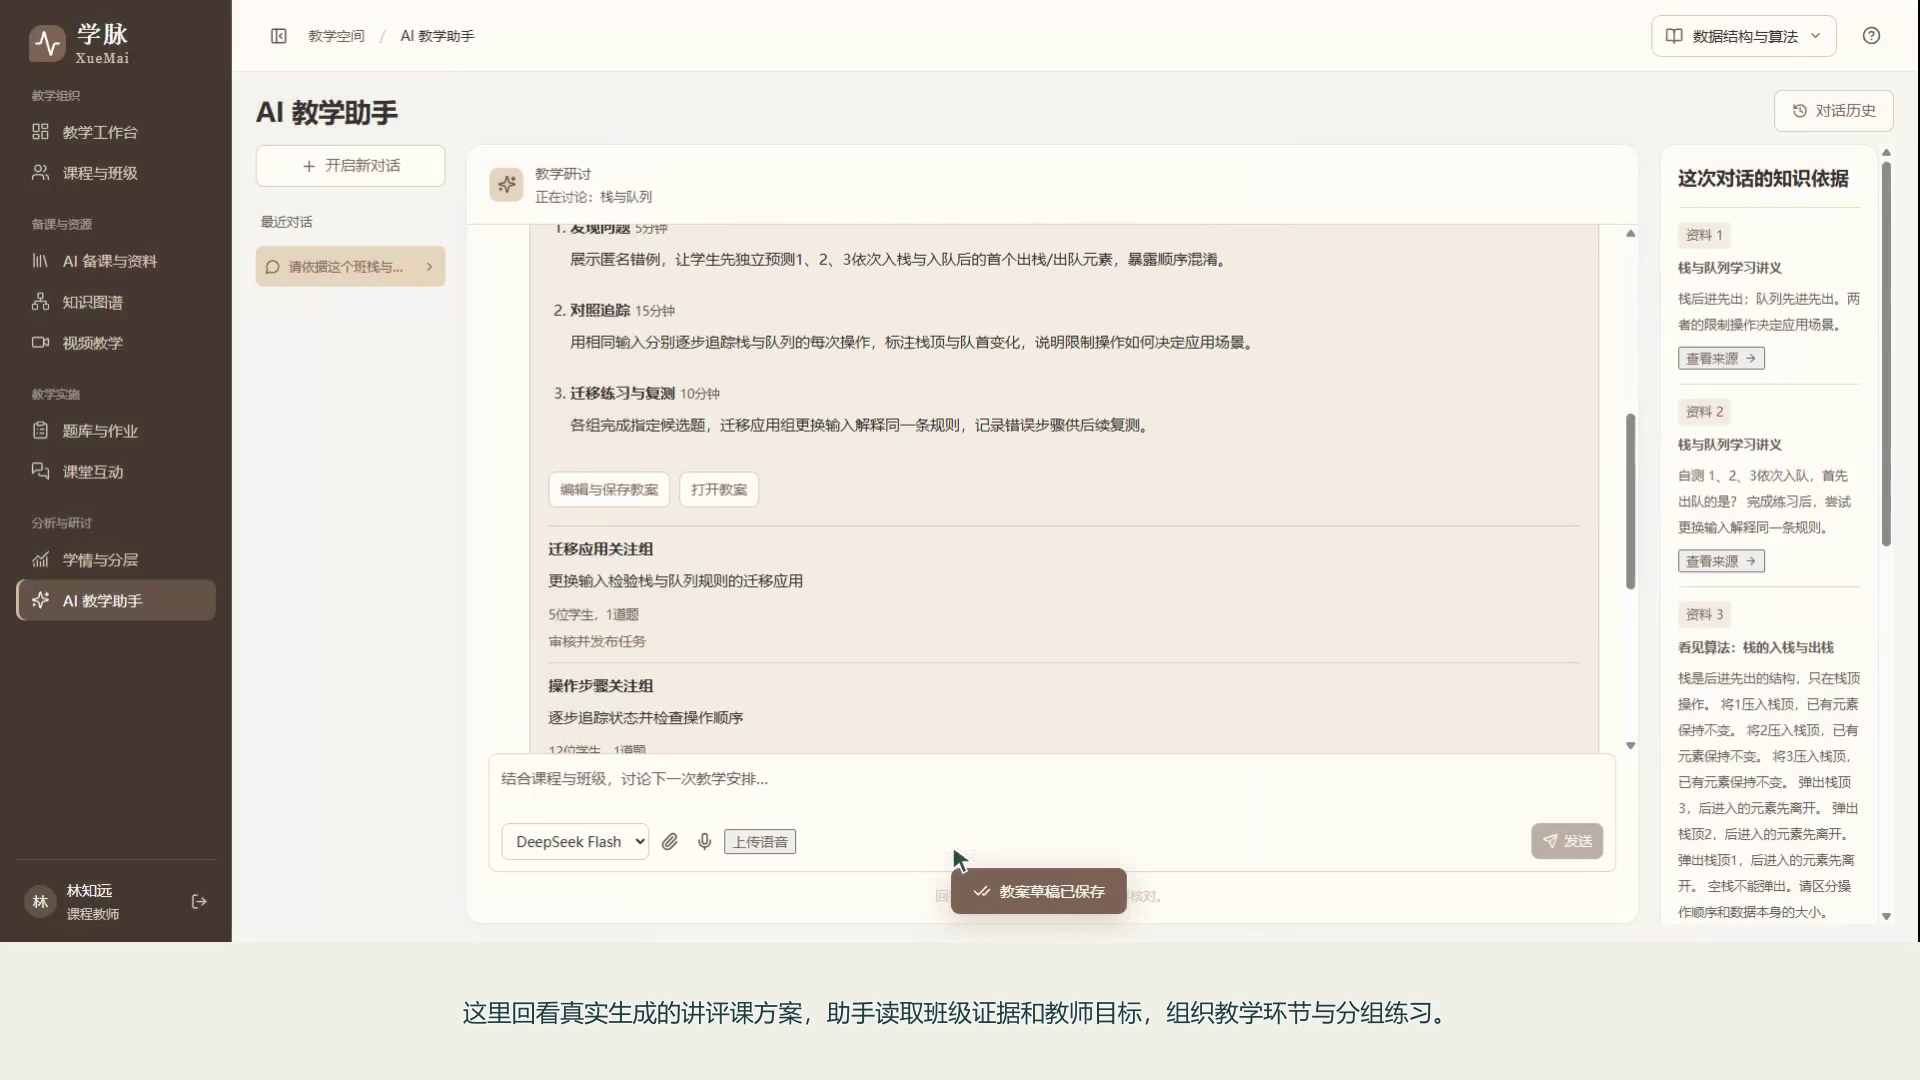 学脉
XueMai
教学组织
教学工作台
课程与班级
备课与资源
AI 备课与资料
知识图谱
视频教学
教学实施
题库与作业
课堂互动
分析与研讨
学情与分层
AI 教学助手
林
林知远
课程教师
教学空间 / AI 教学助手
数据结构与算法
AI 教学助手
对话历史
+ 开启新对话
最近对话
请依据这个班栈与...
教学研讨
正在讨论：栈与队列
1. 发现问题 5分钟
展示匿名错例，让学生先独立预测1、2、3依次入栈与入队后的首个出栈/出队元素，暴露顺序混淆。
2. 对照追踪 15分钟
用相同输入分别逐步追踪栈与队列的每次操作，标注栈顶与队首变化，说明限制操作如何决定应用场景。
3. 迁移练习与复测 10分钟
各组完成指定候选题，迁移应用组更换输入解释同一条规则，记录错误步骤供后续复测。
编辑与保存教案
打开教案
迁移应用关注组
更换输入检验栈与队列规则的迁移应用
5位学生，1道题
审核并发布任务
操作步骤关注组
逐步追踪状态并检查操作顺序
12位学生，1道题
结合课程与班级，讨论下一次教学安排...
DeepSeek Flash
上传语音
发送
回
教案草稿已保存
核对。
这次对话的知识依据
资料 1
栈与队列学习讲义
栈后进先出；队列先进先出。两
者的限制操作决定应用场景。
查看来源 →
资料 2
栈与队列学习讲义
自测 1、2、3依次入队，首先
出队的是？ 完成练习后，尝试
更换输入解释同一条规则。
查看来源 →
资料 3
看见算法：栈的入栈与出栈
栈是后进先出的结构，只在栈顶
操作。 将1压入栈顶，已有元素
保持不变。 将2压入栈顶，已有
元素保持不变。 将3压入栈顶，
已有元素保持不变。 弹出栈顶
3，后进入的元素先离开。 弹出
栈顶2，后进入的元素先离开。
弹出栈顶1，后进入的元素先离
开。 空栈不能弹出。请区分操
作顺序和数据本身的大小。
这里回看真实生成的讲评课方案，助手读取班级证据和教师目标，组织教学环节与分组练习。